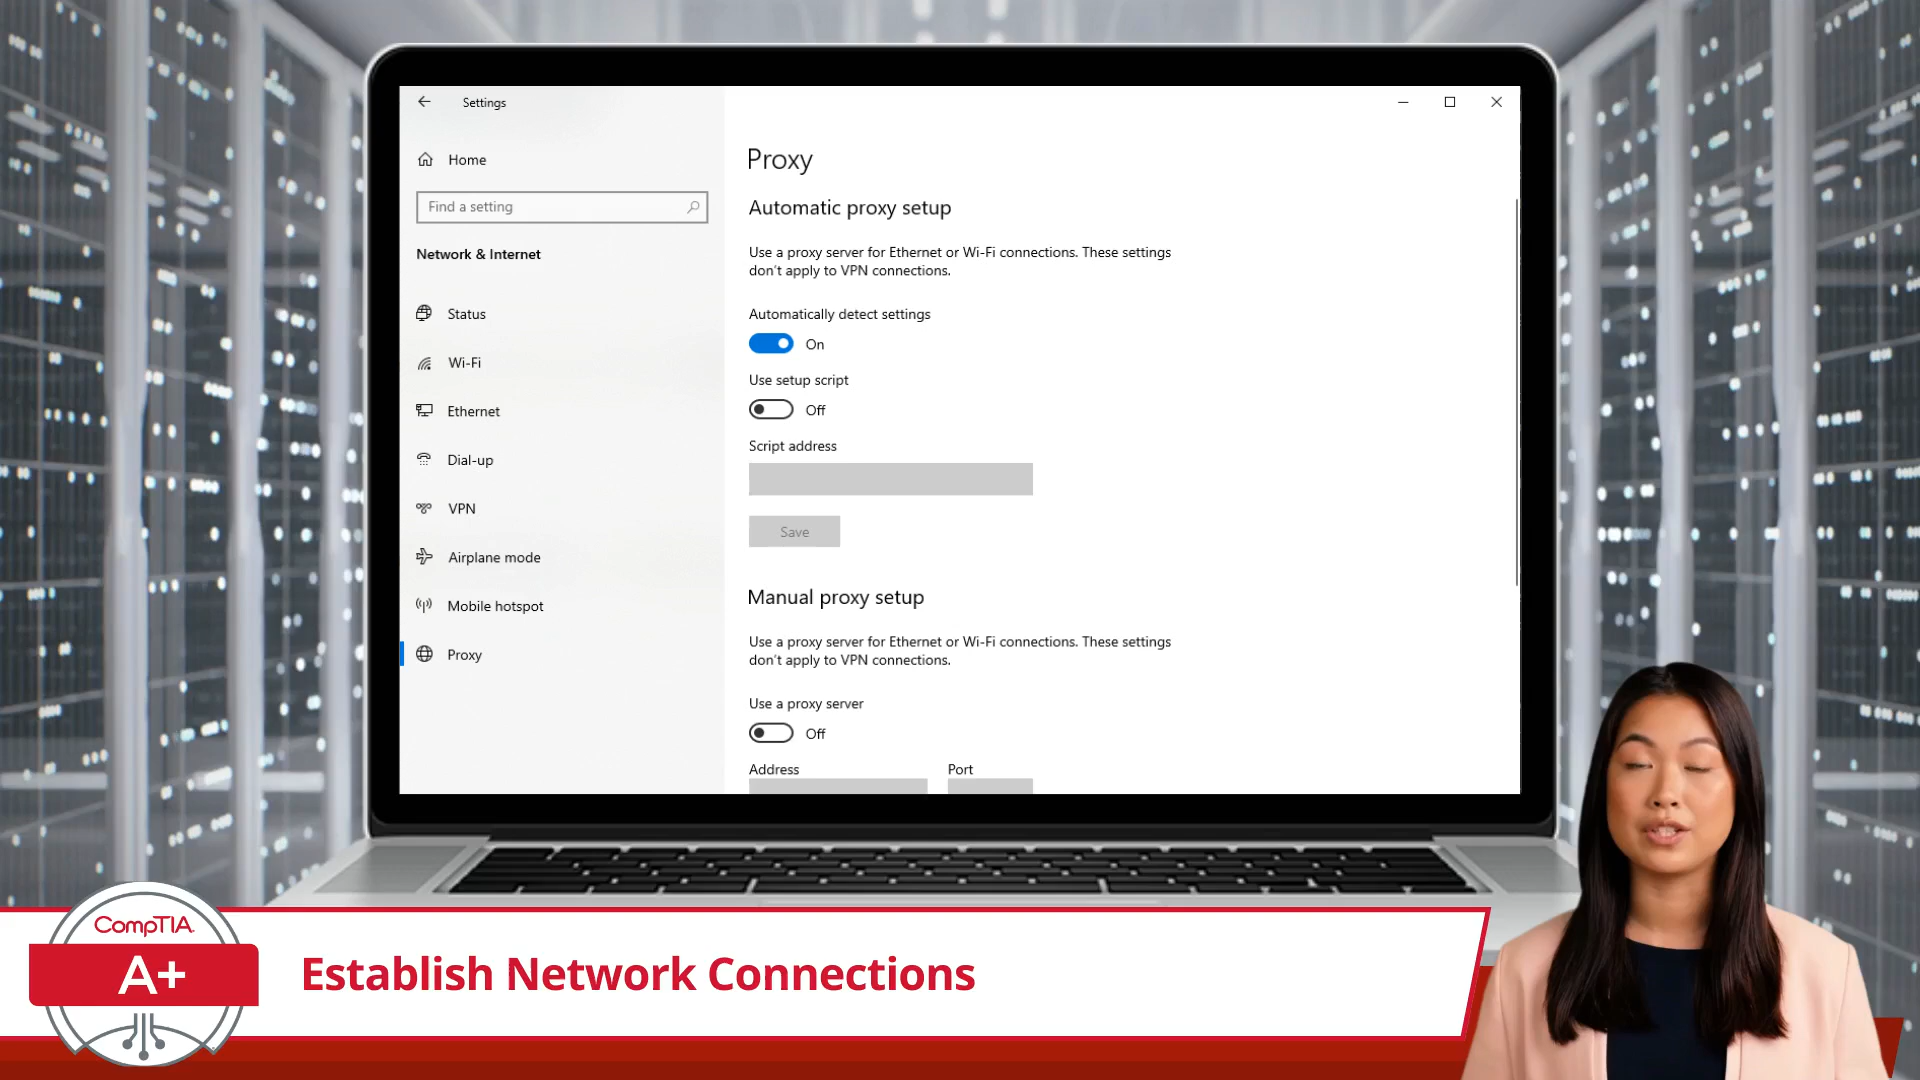 Settings
Home
Find a setting
Network & Internet
Status
Wi-Fi
Ethernet
Dial-up
VPN
Airplane mode
Mobile hotspot
Proxy
Proxy
Automatic proxy setup
Use a proxy server for Ethernet or Wi-Fi connections. These settings
don't apply to VPN connections.
Automatically detect settings
On
Use setup script
Off
Script address
Save
Manual proxy setup
Use a proxy server for Ethernet or Wi-Fi connections. These settings
don't apply to VPN connections.
Use a proxy server
Off
Address Port
CompTIA.
A+
Establish Network Connections